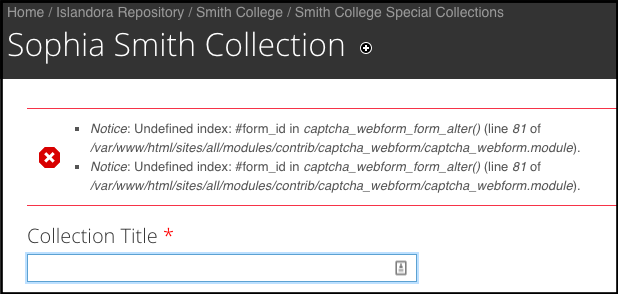 Home / Islandora Repository / Smith College / Smith College Special Collections
Sophia Smith Collection
Notice: Undefined index: #form_id in captcha_webform_form_alter() (line 81 of
/var/www/html/sites/all/modules/contrib/captcha_webform/captcha_webform.module).
Notice: Undefined index: #form_id in captcha_webform_form_alter() (line 81 of
/var/www/html/sites/all/modules/contrib/captcha_webform/captcha_webform.module).
Collection Title *